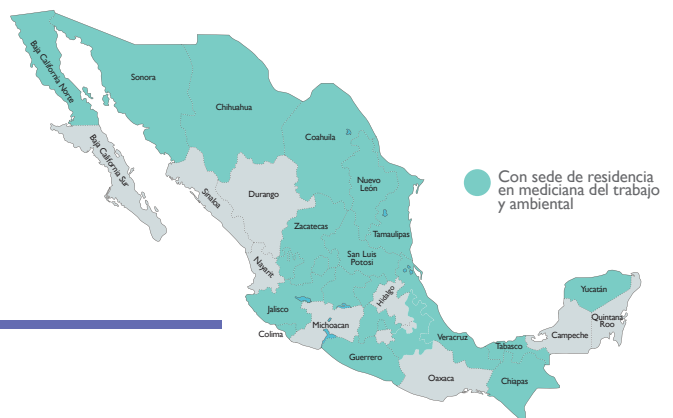 Baja California Norte
Sonora
Chihuahua
Coahuila
Baja California Sur
Sinaloa
Durango
Nuevo
León
Con sede de residencia
en mediciana del trabajo
y ambiental
Zacatecas
Tamaulipas
San Luis
Potosi
Nayarit
Hidalgo
Yucatán
Jalisco
Quintana
Roo
Michoacan
Colima
Campeche
Veracruz
Tabasco
Guerrero
Oaxaca
Chiapas